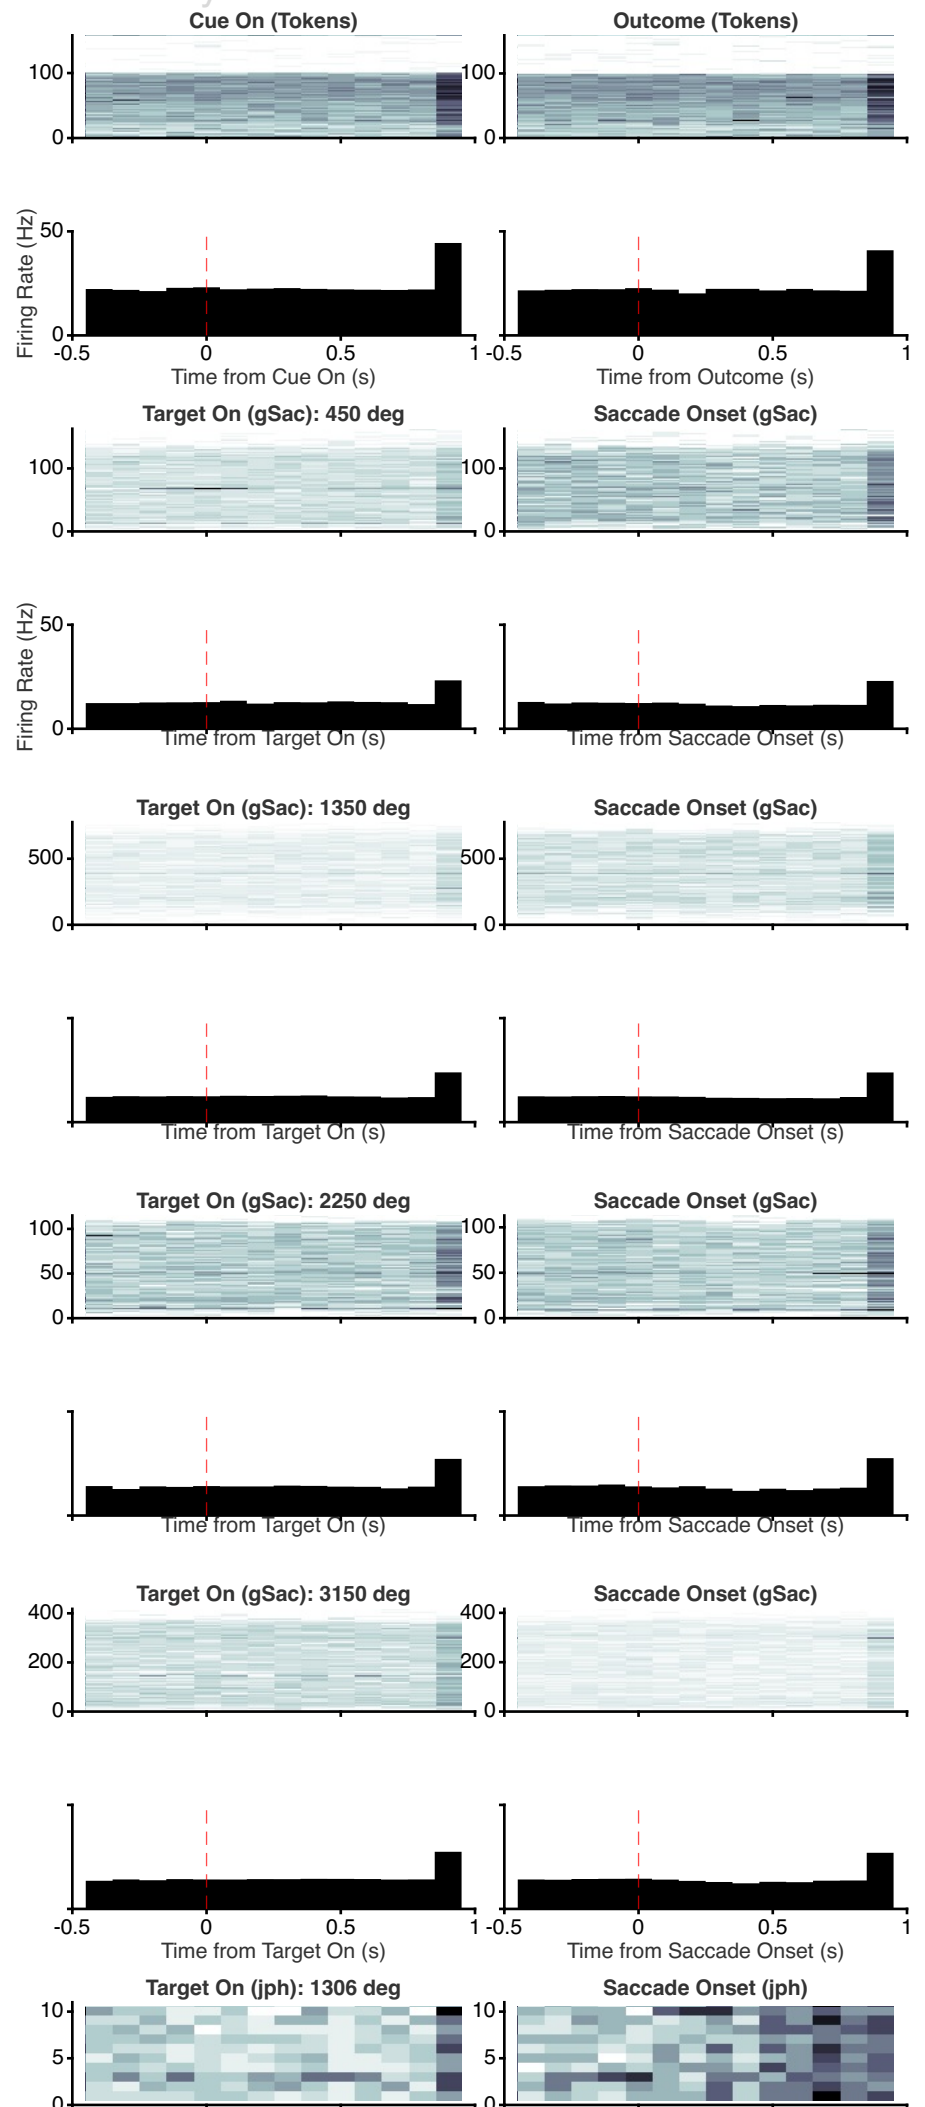 Cue On (Tokens) Outcome (Tokens)
100 100
0 0
Firing Rate (Hz)
50
0
-0.5 0 0.5 1 -0.5 0 0.5 1
Time from Cue On (s) Time from Outcome (s)
Target On (gSac): 450 deg Saccade Onset (gSac)
100 100
0 0
Firing Rate (Hz)
50
0
Time from Target On (s) Time from Saccade Onset (s)
Target On (gSac): 1350 deg Saccade Onset (gSac)
500 500
0 0
Time from Target On (s) Time from Saccade Onset (s)
Target On (gSac): 2250 deg Saccade Onset (gSac)
100 100
50 50
0 0
Time from Target On (s) Time from Saccade Onset (s)
Target On (gSac): 3150 deg Saccade Onset (gSac)
400 400
200 200
0 0
-0.5 0 0.5 1 -0.5 0 0.5 1
Time from Target On (s) Time from Saccade Onset (s)
Target On (jph): 1306 deg Saccade Onset (jph)
10 10
5 5
0 0